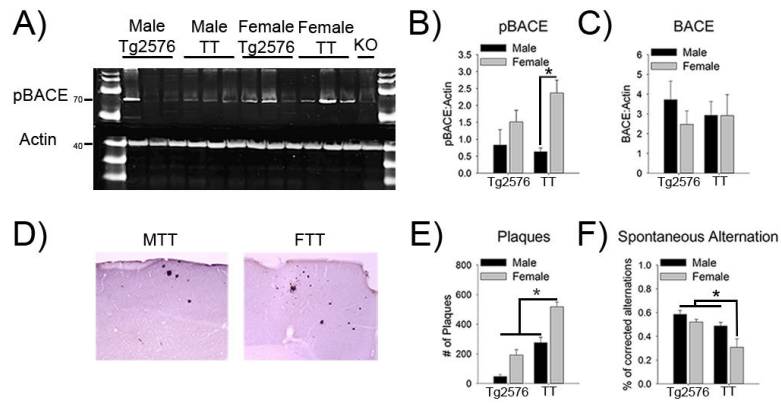 A)
Male Male Female Female
Tg2576 TT Tg2576 TT KO
pBACE 70
Actin 40
B)
pBACE
Male
Female
*
pBACE:Actin
3.5
3.0
2.5
2.0
1.5
1.0
0.5
0.0
Tg2576 TT
C)
BACE
Male
Female
BACE:Actin
6
5
4
3
2
1
0
Tg2576 TT
D)
MTT FTT
E)
Plaques
Male
Female
*
# of Plaques
800
600
400
200
0
Tg2576 TT
F)
Spontaneous Alternation
Male
Female
*
% of corrected alternations
1.0
0.8
0.6
0.4
0.2
0.0
Tg2576 TT